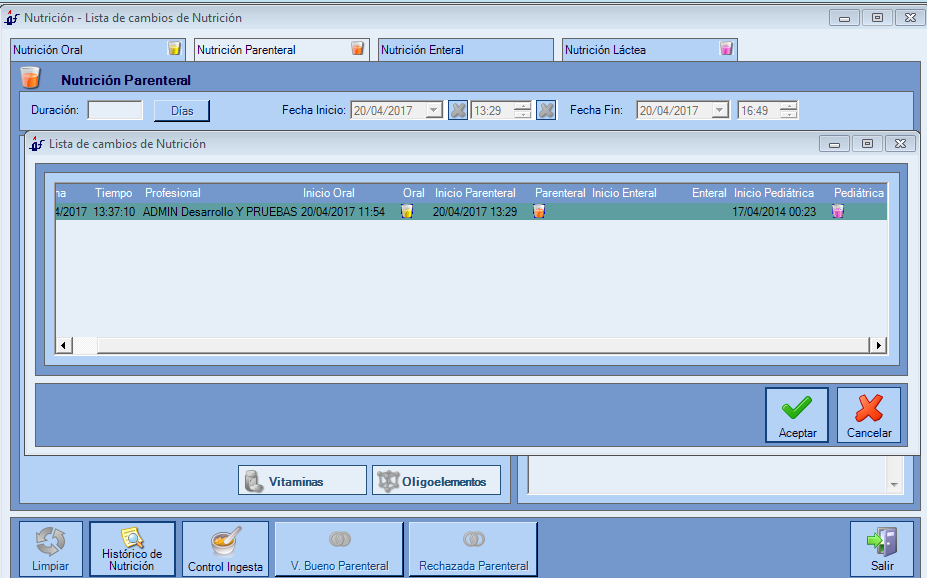 Nutrición - Lista de cambios de Nutrición
Nutrición Oral Nutrición Parenteral Nutrición Enteral Nutrición Láctea
Nutrición Parenteral
Duración: Días Fecha Inicio: 20/04/2017 13:29 Fecha Fin: 20/04/2017 16:49
Lista de cambios de Nutrición
na Tiempo Profesional Inicio Oral Oral Inicio Parenteral Parenteral Inicio Enteral Enteral Inicio Pediátrica Pediátrica
4/2017 13:37:10 ADMIN Desarrollo Y PRUEBAS 20/04/2017 11:54 20/04/2017 13:29 17/04/2014 00:23
Aceptar Cancelar
Vitaminas Oligoelementos
Limpiar Histórico de Nutrición Control Ingesta V. Bueno Parenteral Rechazada Parenteral Salir